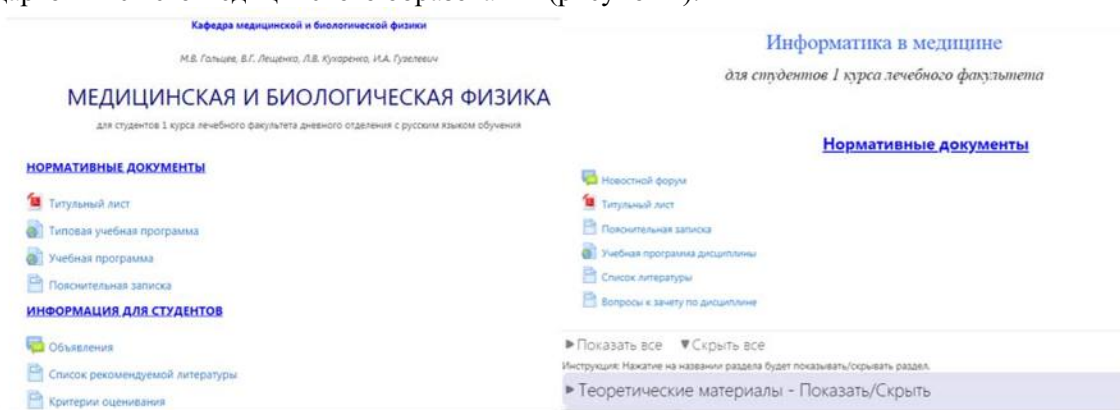 Кафедра медицинской и биологической физики
М.В. Гольцев, В.Г. Лещенко, Л.В. Кухаренко, И.А. Гузелевич
МЕДИЦИНСКАЯ И БИОЛОГИЧЕСКАЯ ФИЗИКА
для студентов 1 курса лечебного факультета дневного отделения с русским языком обучения
НОРМАТИВНЫЕ ДОКУМЕНТЫ
Титульный лист
Типовая учебная программа
Учебная программа
Пояснительная записка
ИНФОРМАЦИЯ ДЛЯ СТУДЕНТОВ
Объявления
Список рекомендуемой литературы
Критерии оценивания
Информатика в медицине
для студентов 1 курса лечебного факультета
Нормативные документы
Новостной форум
Титульный лист
Пояснительная записка
Учебная программа дисциплины
Список литературы
Вопросы к зачету по дисциплине
▶Показать все ▼Скрыть все
Инструкция: Нажатие на названии раздела будет показывать/скрывать раздел.
▶Теоретические материалы - Показать/Скрыть